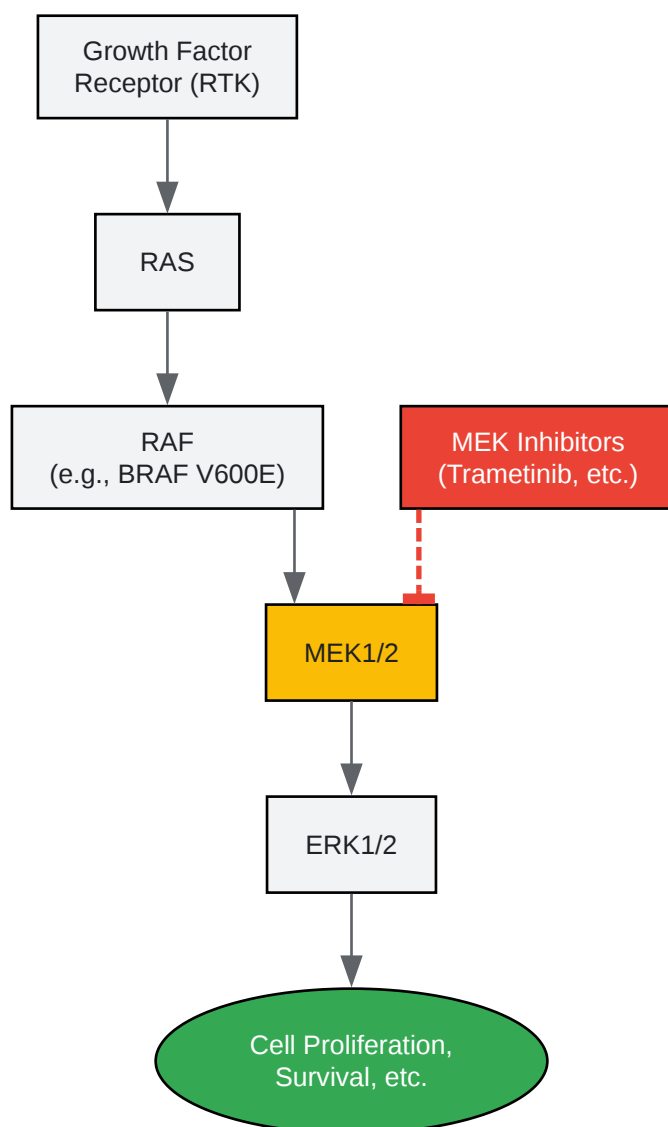 Growth Factor
Receptor (RTK)
RAS
RAF
(e.g., BRAF V600E)
MEK Inhibitors
(Trametinib, etc.)
MEK1/2
ERK1/2
Cell Proliferation,
Survival, etc.